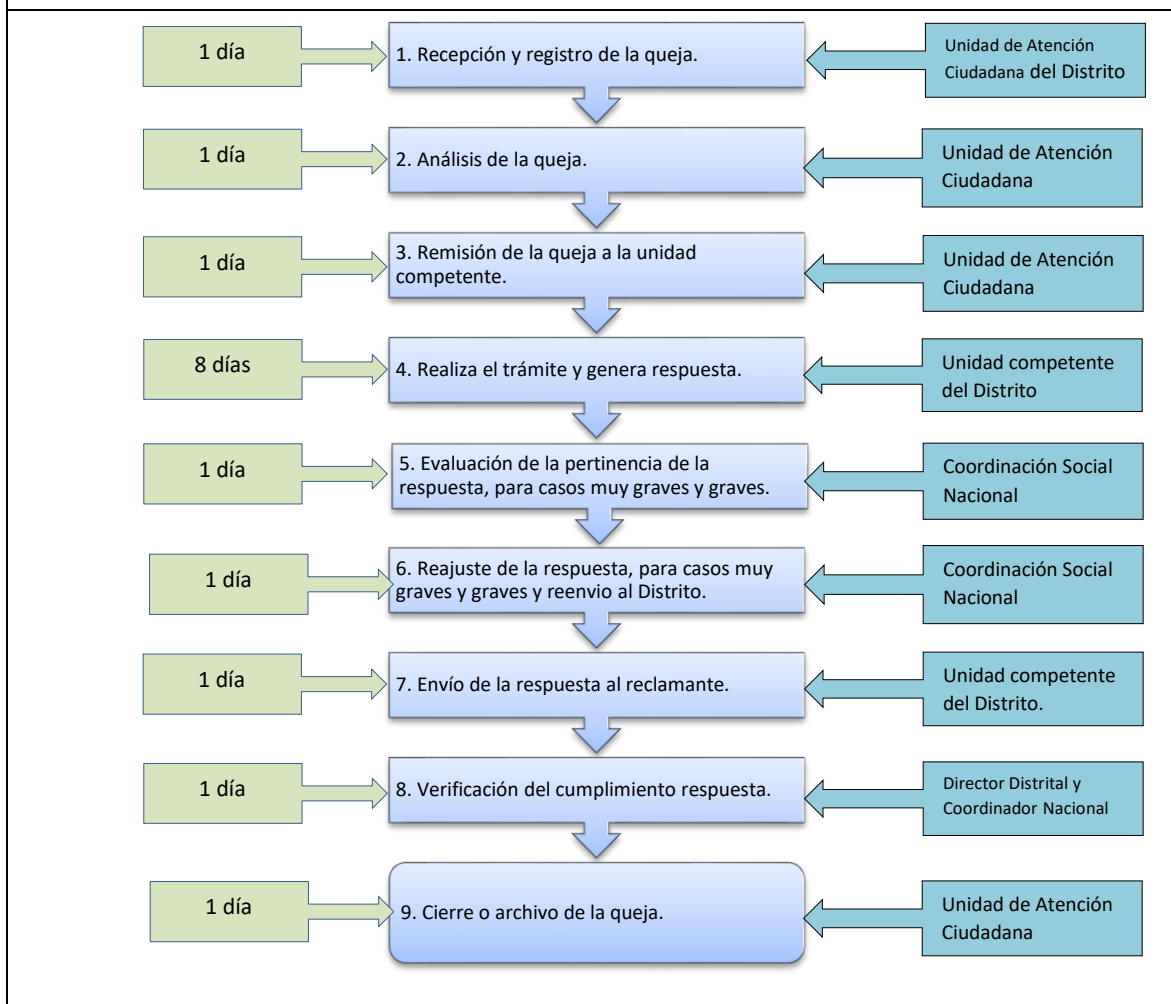 1 día
1. Recepción y registro de la queja.
Unidad de Atención
Ciudadana del Distrito
1 día
2. Análisis de la queja.
Unidad de Atención
Ciudadana
1 día
3. Remisión de la queja a la unidad
competente.
Unidad de Atención
Ciudadana
8 días
4. Realiza el trámite y genera respuesta.
Unidad competente
del Distrito
1 día
5. Evaluación de la pertinencia de la
respuesta, para casos muy graves y graves.
Coordinación Social
Nacional
1 día
6. Reajuste de la respuesta, para casos muy
graves y graves y reenvio al Distrito.
Coordinación Social
Nacional
1 día
7. Envío de la respuesta al reclamante.
Unidad competente
del Distrito.
1 día
8. Verificación del cumplimiento respuesta.
Director Distrital y
Coordinador Nacional
1 día
9. Cierre o archivo de la queja.
Unidad de Atención
Ciudadana